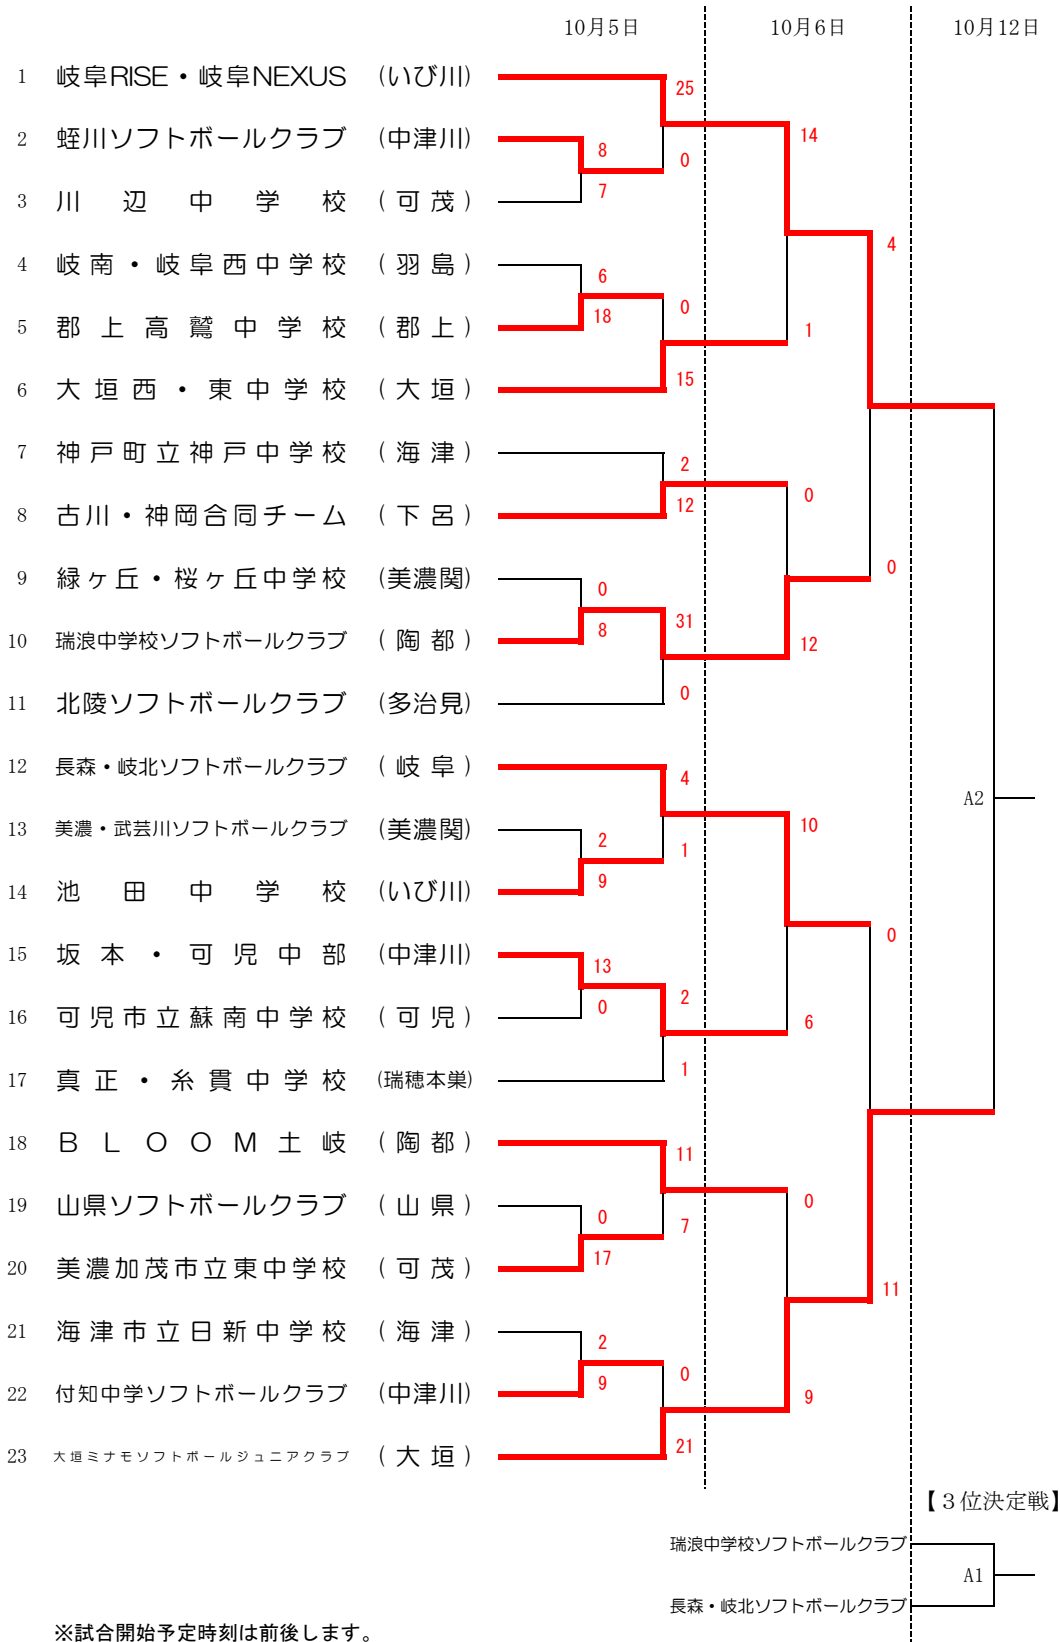 10月5日 10月6日 10月12日
1 岐阜RISE・岐阜NEXUS (いび川)
25
14
2 蛭川ソフトボールクラブ (中津川)
8
0
7
3 川辺中学校 (可茂)
4
4 岐南・岐阜西中学校 (羽島)
6
0
18
5 郡上高鷲中学校 (郡上)
1
15
6 大垣西・東中学校 (大垣)
7 神戸町立神戸中学校 (海津)
2
0
12
8 古川・神岡合同チーム (下呂)
0
9 緑ヶ丘・桜ヶ丘中学校 (美濃関)
0
31
8
10 瑞浪中学校ソフトボールクラブ (陶都)
12
0
11 北陵ソフトボールクラブ (多治見)
12 長森・岐北ソフトボールクラブ (岐阜)
4
A2
10
13 美濃・武芸川ソフトボールクラブ (美濃関)
2
1
9
14 池田中学校 (いび川)
0
15 坂本・可児中部 (中津川)
13
2
0
16 可児市立蘇南中学校 (可児)
6
1
17 真正・糸貫中学校 (瑞穂本巣)
18 BLOOM土岐 (陶都)
11
0
19 山県ソフトボールクラブ (山県)
0
7
17
20 美濃加茂市立東中学校 (可茂)
11
21 海津市立日新中学校 (海津)
2
0
9
22 付知中学ソフトボールクラブ (中津川)
9
21
23 大垣ミナモソフトボールジュニアクラブ (大垣)
【3位決定戦】
瑞浪中学校ソフトボールクラブ
A1
長森・岐北ソフトボールクラブ
※試合開始予定時刻は前後します。